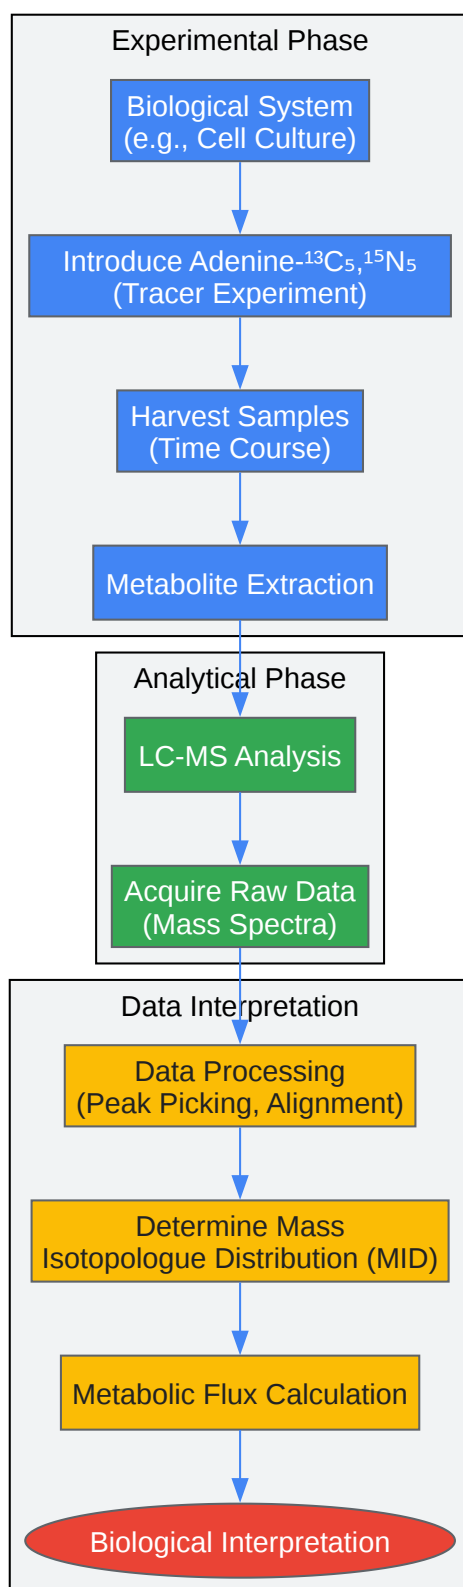 Experimental Phase
Biological System
(e.g., Cell Culture)
Introduce Adenine-¹³C₅,¹⁵N₅
(Tracer Experiment)
Harvest Samples
(Time Course)
Metabolite Extraction
Analytical Phase
LC-MS Analysis
Acquire Raw Data
(Mass Spectra)
Data Interpretation
Data Processing
(Peak Picking, Alignment)
Determine Mass
Isotopologue Distribution (MID)
Metabolic Flux Calculation
Biological Interpretation